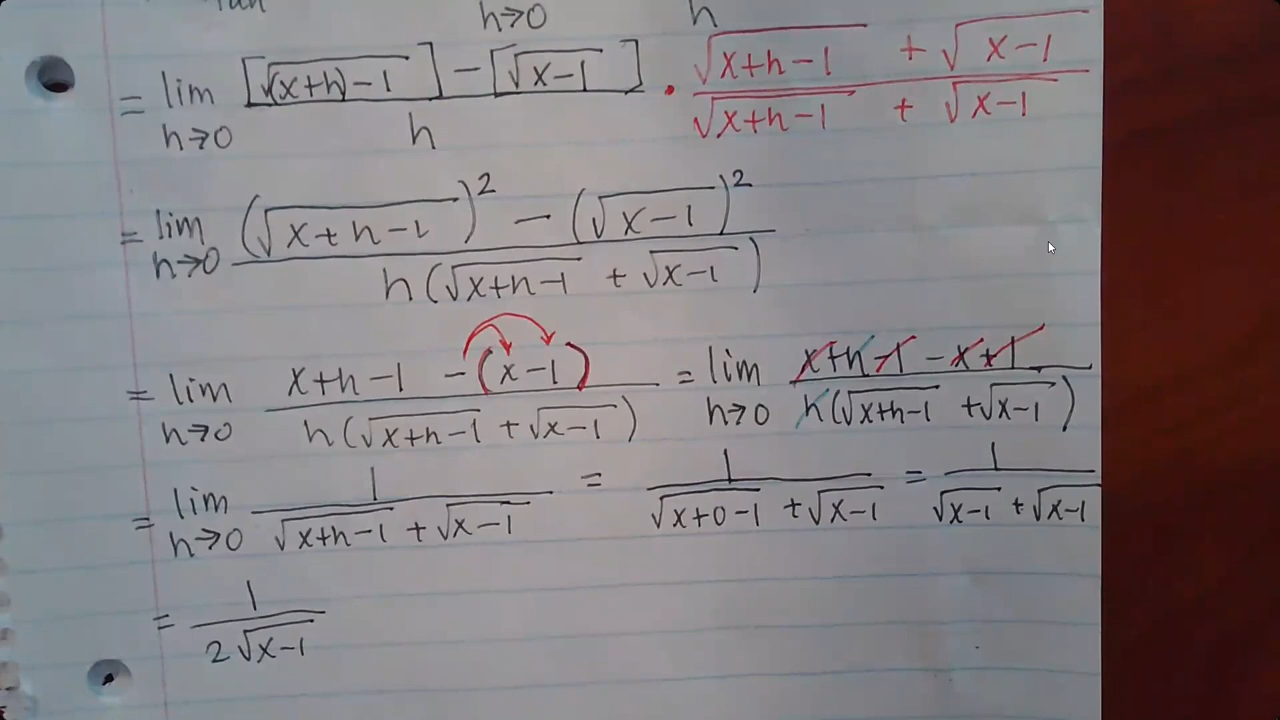 h→0 h
= lim h→0 [√(x+h)-1] - [√x-1] / h · √x+h-1 + √x-1 / √x+h-1 + √x-1
= lim h→0 (√x+h-1)² - (√x-1)² / h(√x+h-1 + √x-1)
= lim h→0 x+h-1 -(x-1) / h(√x+h-1 + √x-1) = lim h→0 x+h-1-x+1 / h(√x+h-1 +√x-1)
= lim h→0 1 / √x+h-1 + √x-1 = 1 / √x+0-1 + √x-1 = 1 / √x-1 + √x-1
= 1 / 2√x-1